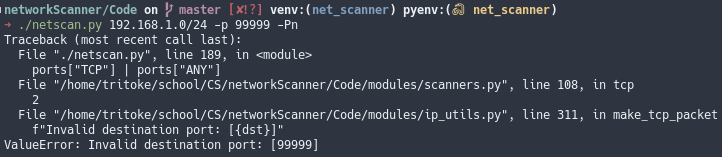 networkScanner/Code on master [✘!?] venv:(net_scanner) pyenv:(🐍 net_scanner)
➜ ./netscan.py 192.168.1.0/24 -p 99999 -Pn
Traceback (most recent call last):
  File "./netscan.py", line 189, in <module>
    ports["TCP"] | ports["ANY"]
  File "/home/tritoke/school/CS/networkScanner/Code/modules/scanners.py", line 108, in tcp
    2
  File "/home/tritoke/school/CS/networkScanner/Code/modules/ip_utils.py", line 311, in make_tcp_packet
    f"Invalid destination port: [{dst}]"
ValueError: Invalid destination port: [99999]